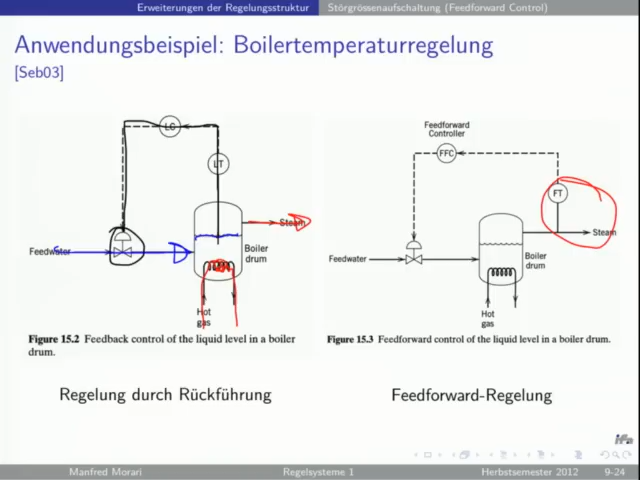 Erweiterungen der Regelungsstruktur
Störgrössenaufschaltung (Feedforward Control)
Anwendungsbeispiel: Boilertemperaturregelung
[Seb03]
LC
LT
Steam
Feedwater
Boiler
drum
Hot
gas
Figure 15.2 Feedback control of the liquid level in a boiler
drum.
Regelung durch Rückführung
Feedforward
Controller
FFC
FT
Steam
Feedwater
Boiler
drum
Hot
gas
Figure 15.3 Feedforward control of the liquid level in a boiler drum.
Feedforward-Regelung
ifa
Manfred Morari
Regelsysteme 1
Herbstsemester 2012
9-24